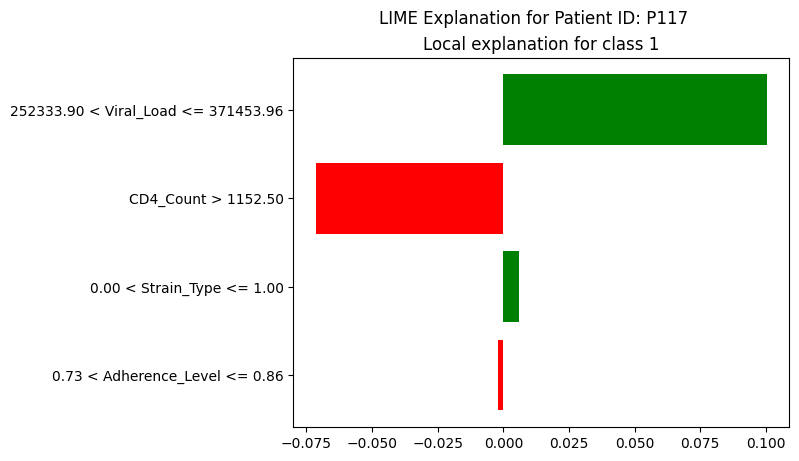 LIME Explanation for Patient ID: P117
Local explanation for class 1
252333.90 < Viral_Load <= 371453.96
CD4_Count > 1152.50
0.00 < Strain_Type <= 1.00
0.73 < Adherence_Level <= 0.86
−0.075 −0.050 −0.025 0.000 0.025 0.050 0.075 0.100